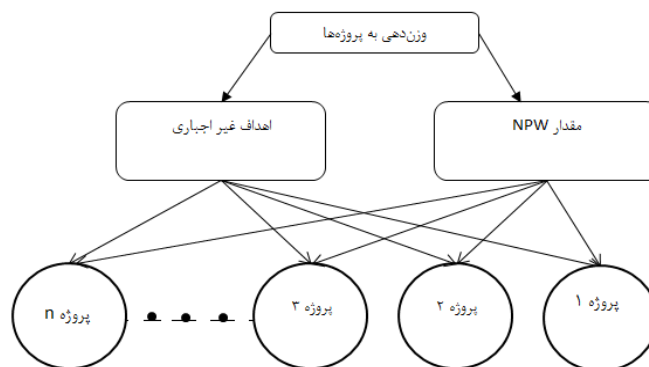 وزن‌دهی به پروژه‌ها
مقدار NPW
اهداف غیر اجباری
پروژه ۱
پروژه ۲
پروژه ۳
پروژه n